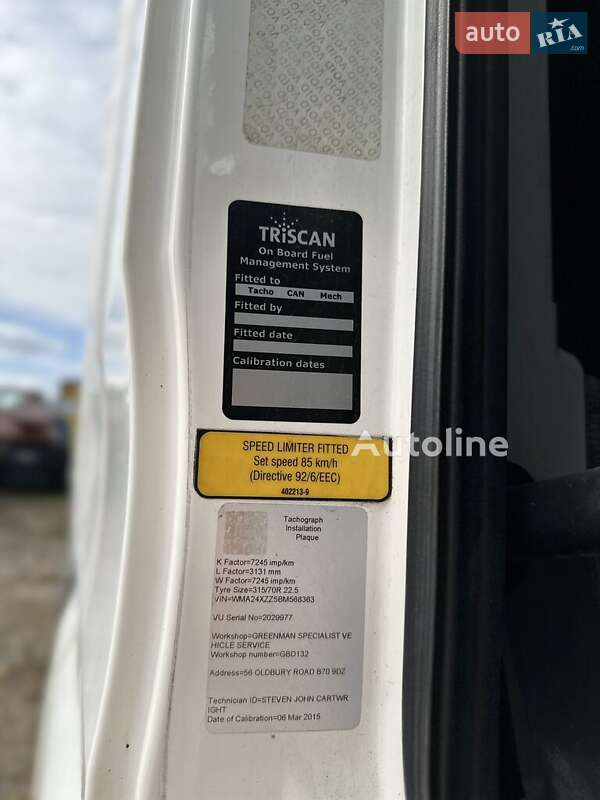 auto RIA .com
VOID VOID VOID
TRiSCAN
On Board Fuel
Management System
Fitted to
Tacho CAN Mech
Fitted by
Fitted date
Calibration dates
Autoline
SPEED LIMITER FITTED
Set speed 85 km/h
(Directive 92/6/EEC)
402213-9
Tachograph
Installation
Plaque
K Factor=7245 imp/km
L Factor=3131 mm
W Factor=7245 imp/km
Tyre Size=315/70R 22.5
VIN=WMA24XZZ5BM568363
VU Serial No=2029977
Workshop=GREENMAN SPECIALIST VE
HICLE SERVICE
Workshop number=GBD132
Address=56 OLDBURY ROAD B70 9DZ
Technician ID=STEVEN JOHN CARTWR
IGHT
Date of Calibration=06 Mar 2015